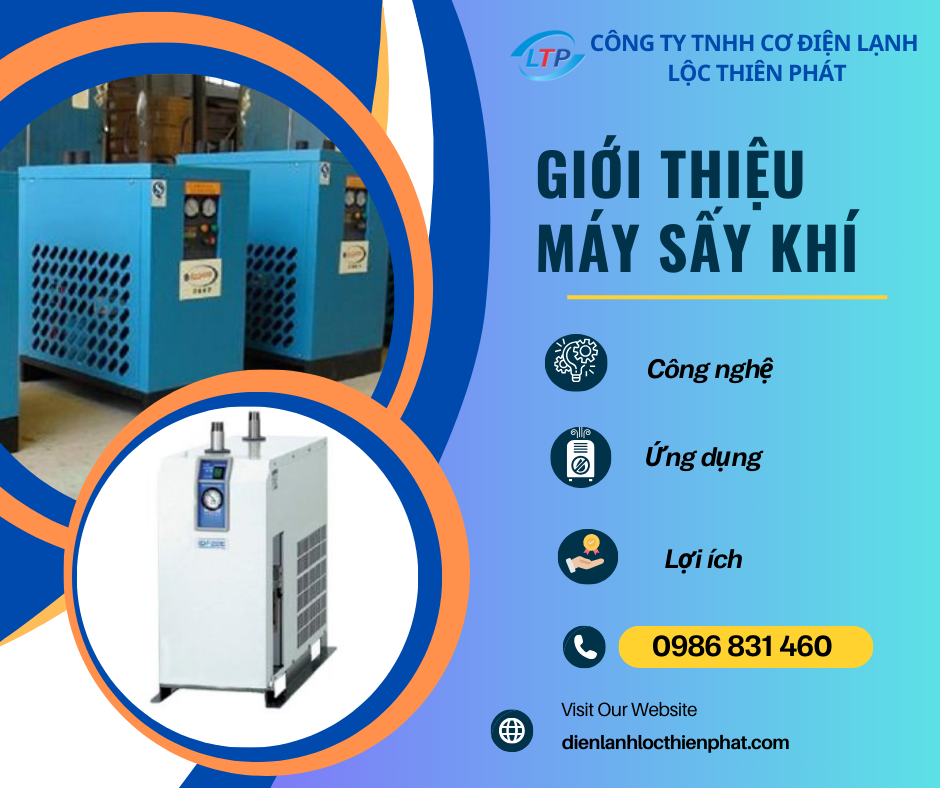 LTP
CÔNG TY TNHH CƠ ĐIỆN LẠNH
LỘC THIÊN PHÁT
GIỚI THIỆU
MÁY SẤY KHÍ
Công nghệ
Ứng dụng
Lợi ích
0986 831 460
Visit Our Website
dienlanhlocthienphat.com